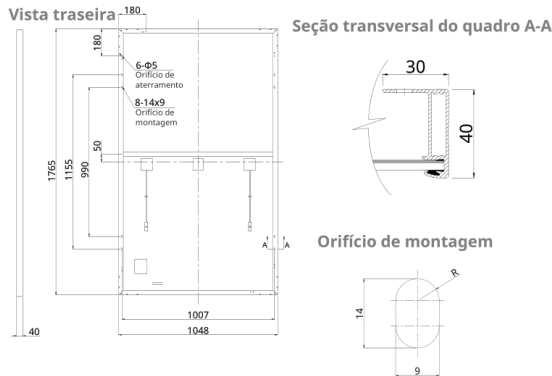 Vista traseira
180
180
6-Φ5
Orifício de
aterramento
8-14x9
Orifício de
montagem
50
1765
1155
990
A
A
1007
1048
40
Seção transversal do quadro A-A
30
40
Orifício de montagem
R
14
9